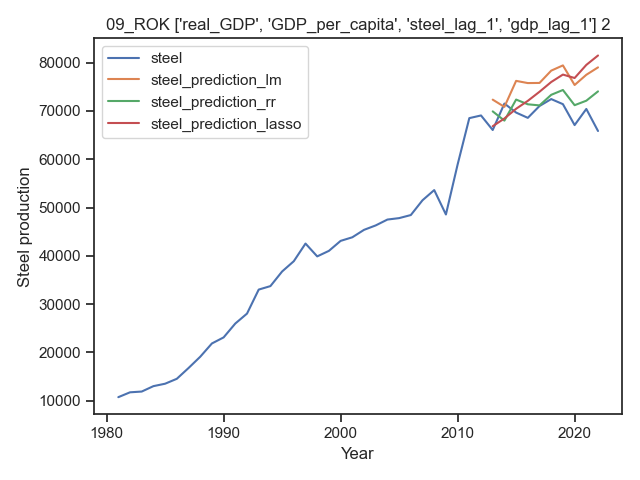 09_ROK ['real_GDP', 'GDP_per_capita', 'steel_lag_1', 'gdp_lag_1'] 2
steel
steel_prediction_lm
steel_prediction_rr
steel_prediction_lasso
80000
70000
60000
50000
40000
30000
20000
10000
Steel production
1980 1990 2000 2010 2020
Year